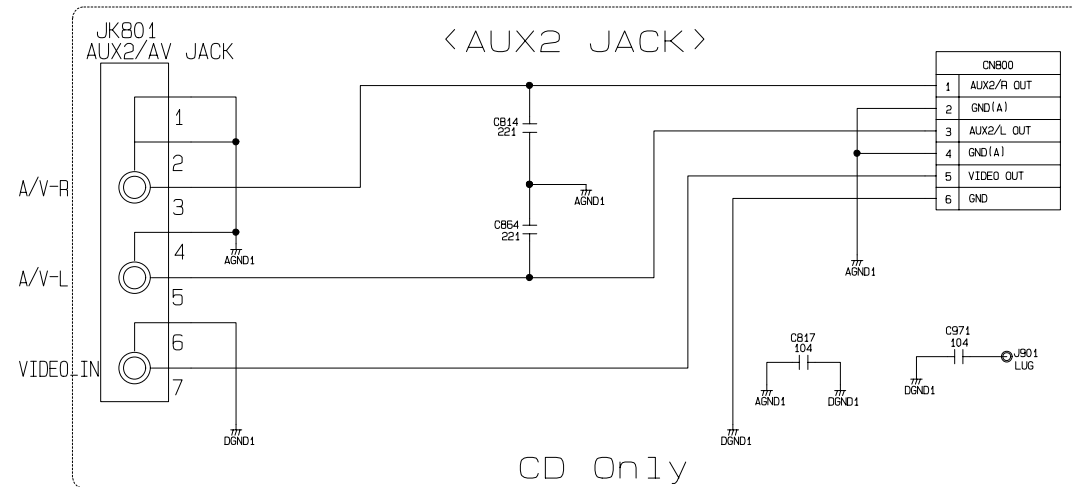 JK801
AUX2/AV JACK
<AUX2 JACK>
CN800
1 AUX2/R OUT
2 GND(A)
3 AUX2/L OUT
4 GND(A)
5 VIDEO OUT
6 GND
1
2
A/V-R
3
4
A/V-L
5
6
VIDEO_IN
7
C814
221
AGND1
C864
221
AGND1
AGND1
C817
104
AGND1
DGND1
C971
104
J901
LUG
DGND1
DGND1
DGND1
CD Only